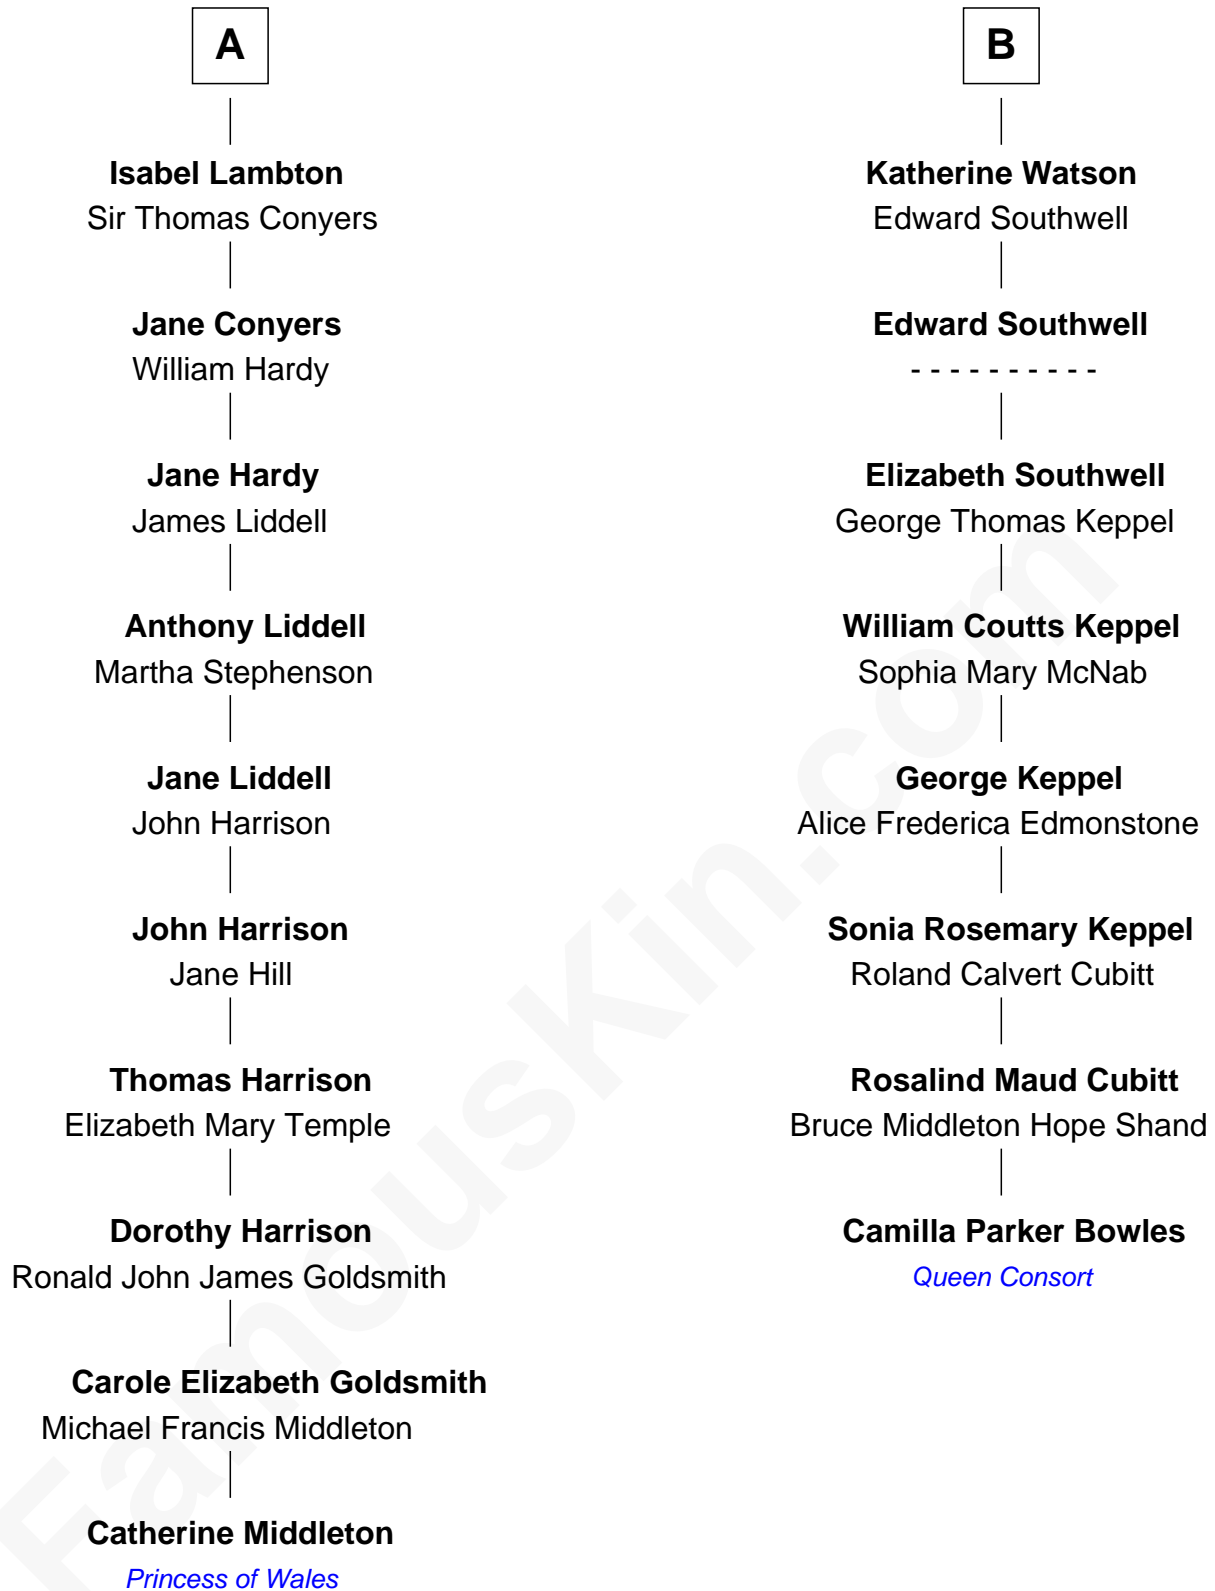 A
Isabel Lambton
Sir Thomas Conyers
Jane Conyers
William Hardy
Jane Hardy
James Liddell
Anthony Liddell
Martha Stephenson
Jane Liddell
John Harrison
John Harrison
Jane Hill
Thomas Harrison
Elizabeth Mary Temple
Dorothy Harrison
Ronald John James Goldsmith
Carole Elizabeth Goldsmith
Michael Francis Middleton
Catherine Middleton
Princess of Wales
B
Katherine Watson
Edward Southwell
Edward Southwell
- - - - - - - - - -
Elizabeth Southwell
George Thomas Keppel
William Coutts Keppel
Sophia Mary McNab
George Keppel
Alice Frederica Edmonstone
Sonia Rosemary Keppel
Roland Calvert Cubitt
Rosalind Maud Cubitt
Bruce Middleton Hope Shand
Camilla Parker Bowles
Queen Consort
FamousKin.com